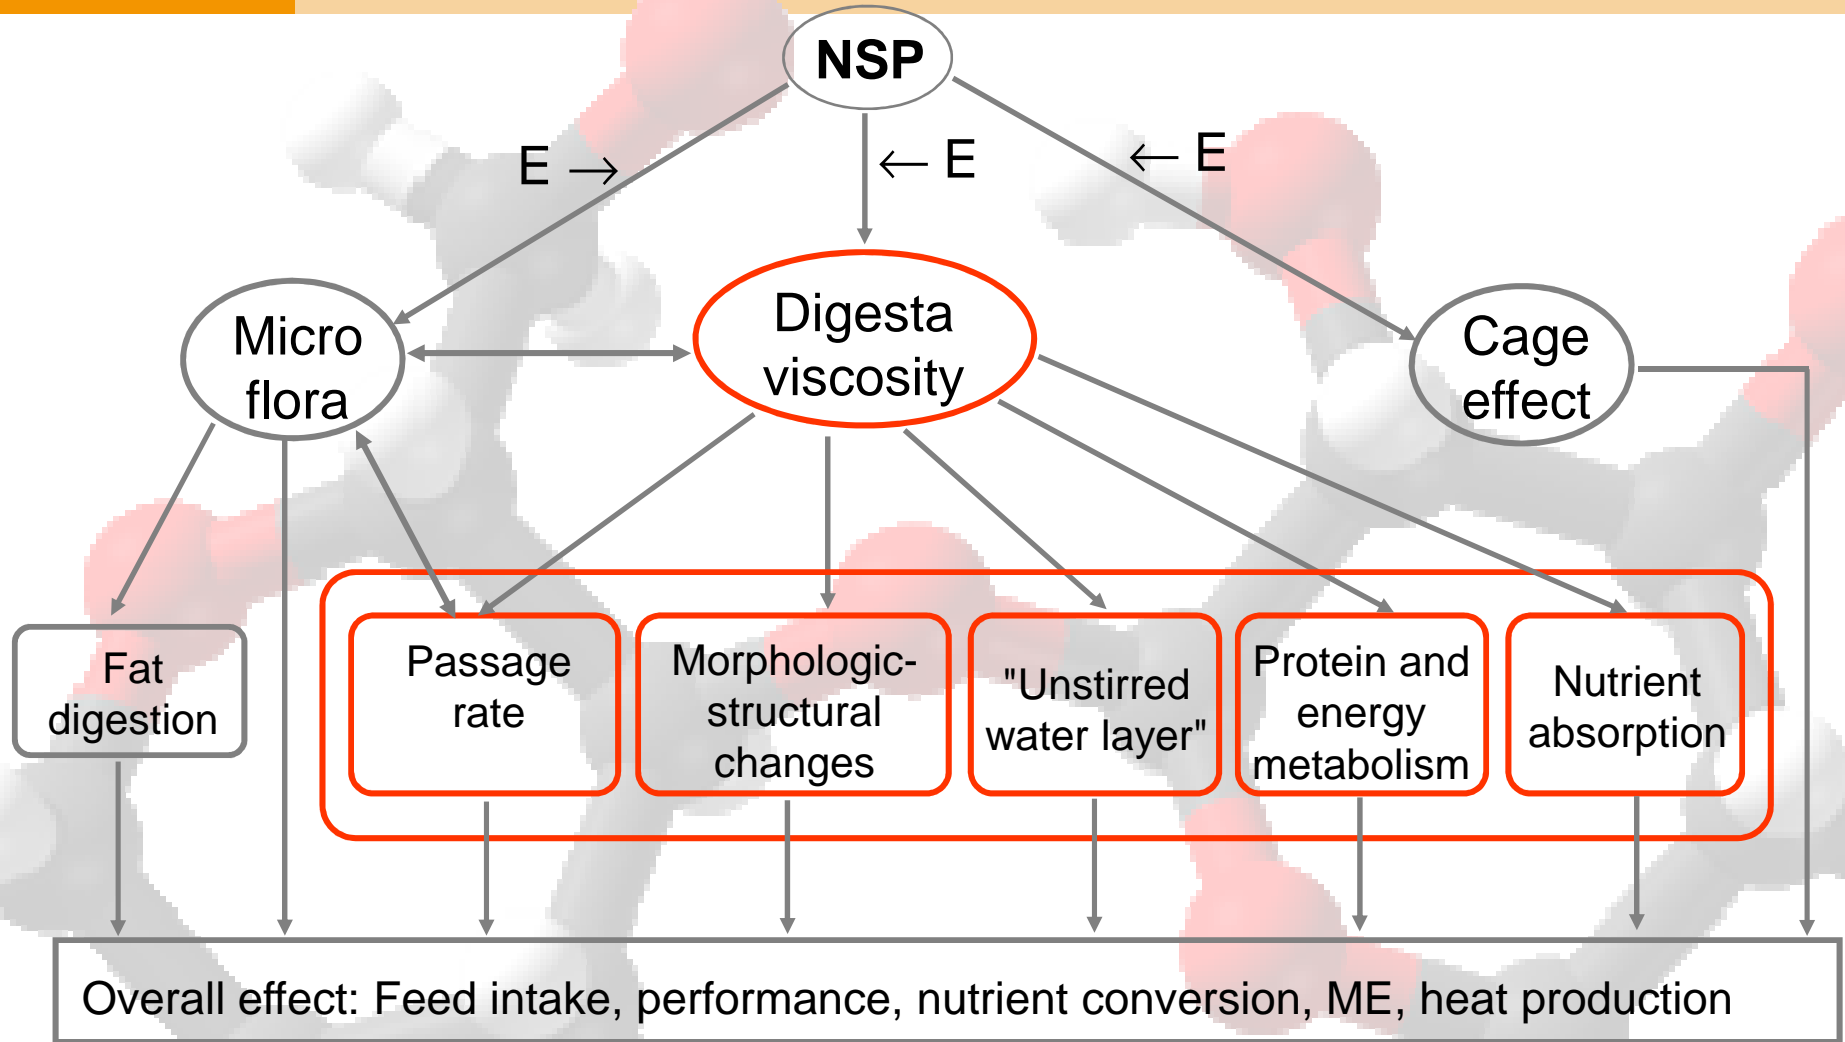 NSP
E →
← E
← E
Micro
flora
Digesta
viscosity
Cage
effect
Fat
digestion
Passage
rate
Morphologic-
structural
changes
"Unstirred
water layer"
Protein and
energy
metabolism
Nutrient
absorption
Overall effect: Feed intake, performance, nutrient conversion, ME, heat production